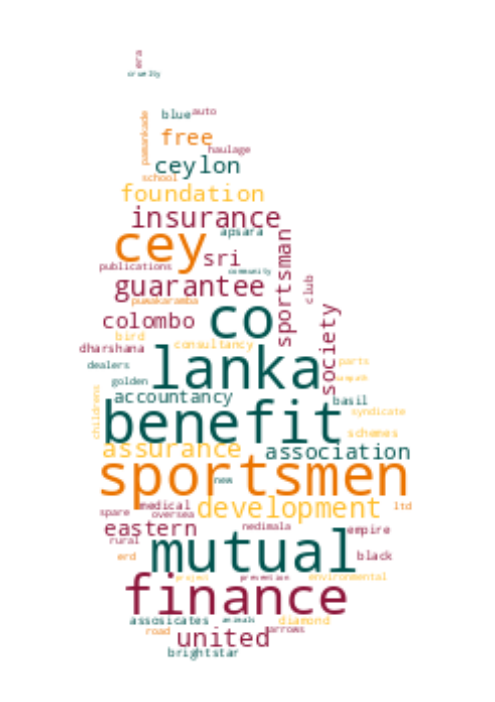 era
cruelty
blue auto
pamankade
free
haulage
ceylon
school
foundation
insurance
apsara
cey
sri
sportsman
publications
community
guarantee
club
pumakaramba
co
colombo
society
bird
consultancy
dharshana
lanka
parts
dealers
golden
accountancy
basil
childrens
benefit
syndicate
schemes
assurance
association
sportsmen
new
medical
development
ltd
spare
oversea
eastern
nedimala
empire
rural
mutual
black
erd
project
prevention
environmental
finance
assosicates
animals
diamond
road
united
arrows
brightstar